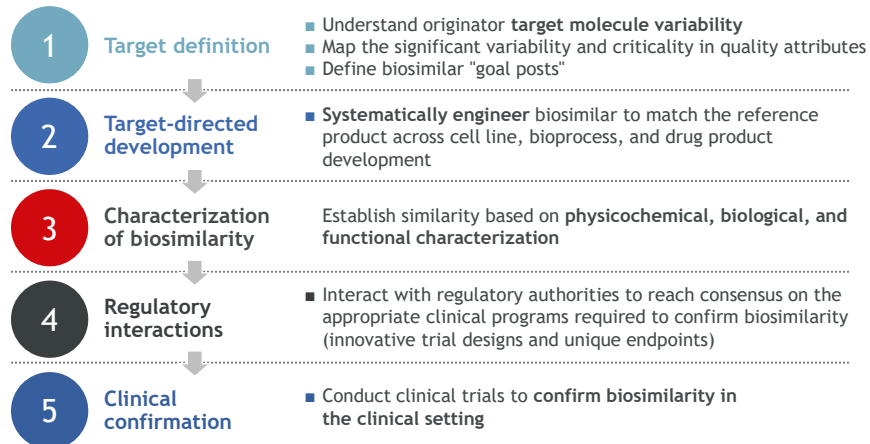 1
Target definition
■ Understand originator target molecule variability
■ Map the significant variability and criticality in quality attributes
■ Define biosimilar "goal posts"
2
Target-directed
development
■ Systematically engineer biosimilar to match the reference
product across cell line, bioprocess, and drug product
development
3
Characterization
of biosimilarity
Establish similarity based on physicochemical, biological, and
functional characterization
4
Regulatory
interactions
■ Interact with regulatory authorities to reach consensus on the
appropriate clinical programs required to confirm biosimilarity
(innovative trial designs and unique endpoints)
5
Clinical
confirmation
■ Conduct clinical trials to confirm biosimilarity in
the clinical setting